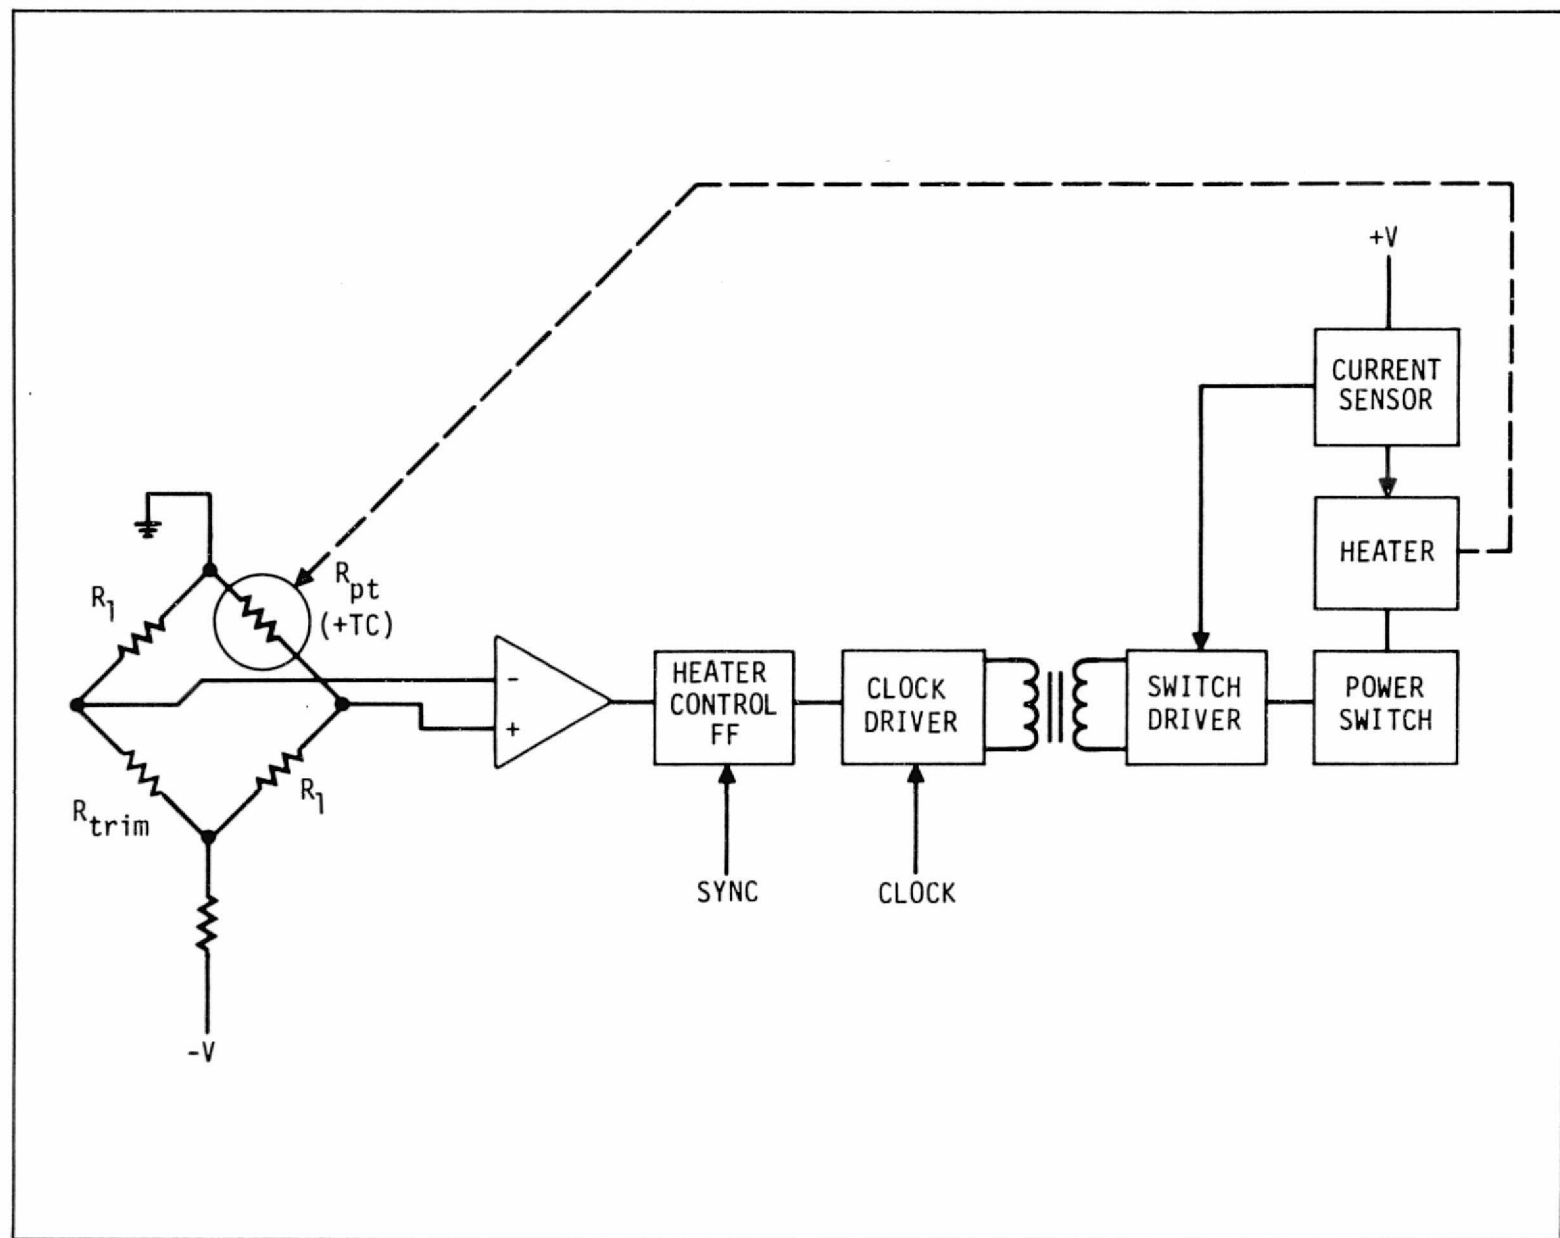 +V
CURRENT
SENSOR
HEATER
R1
Rpt
(+TC)
-
+
HEATER
CONTROL
FF
CLOCK
DRIVER
SWITCH
DRIVER
POWER
SWITCH
Rtrim
R1
SYNC
CLOCK
-V